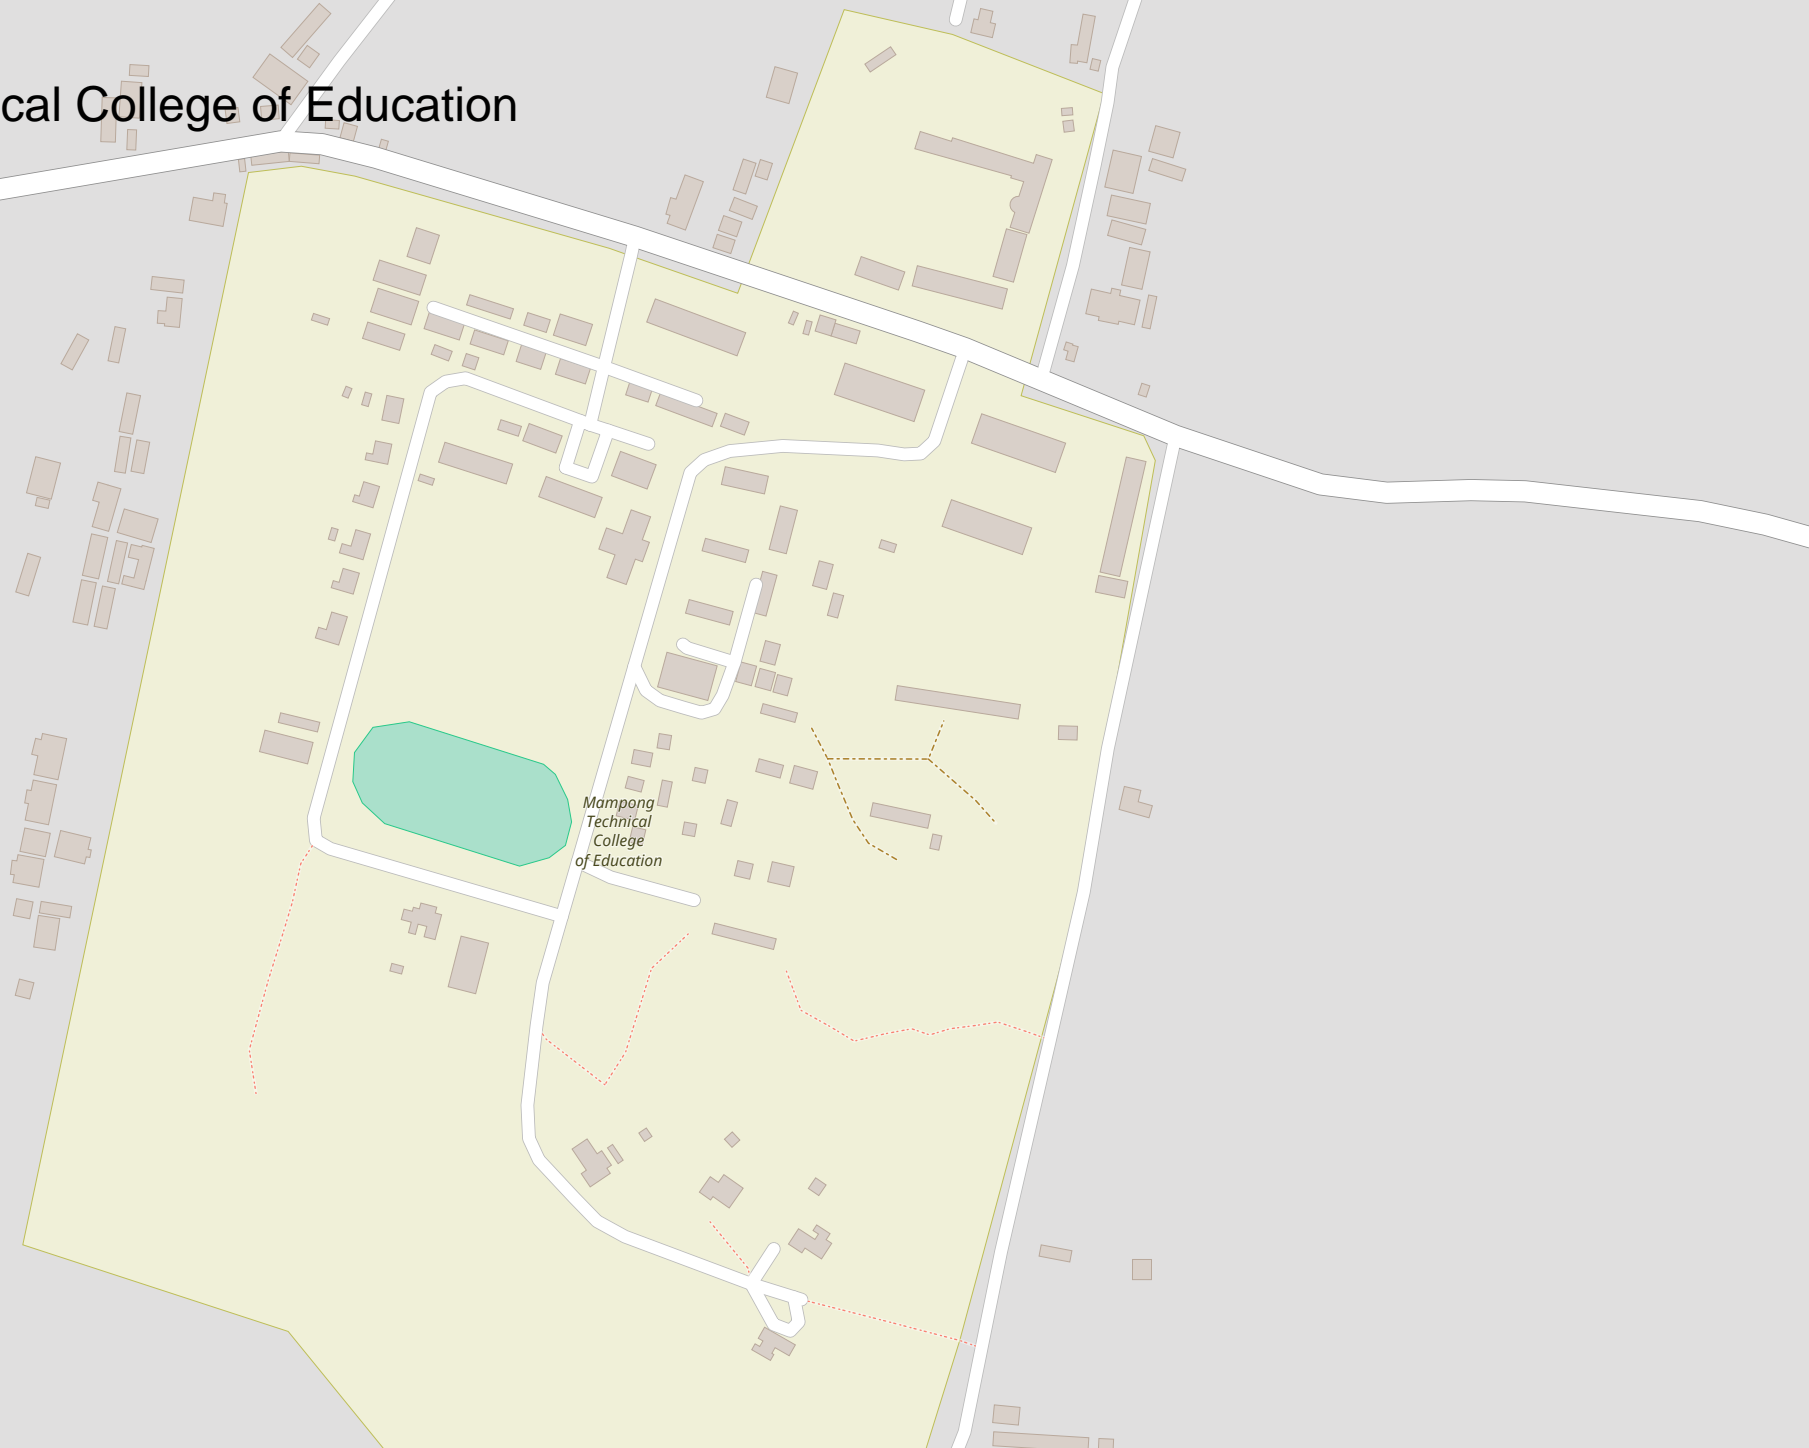 cal College of Education
Mampong
Technical
College
of Education